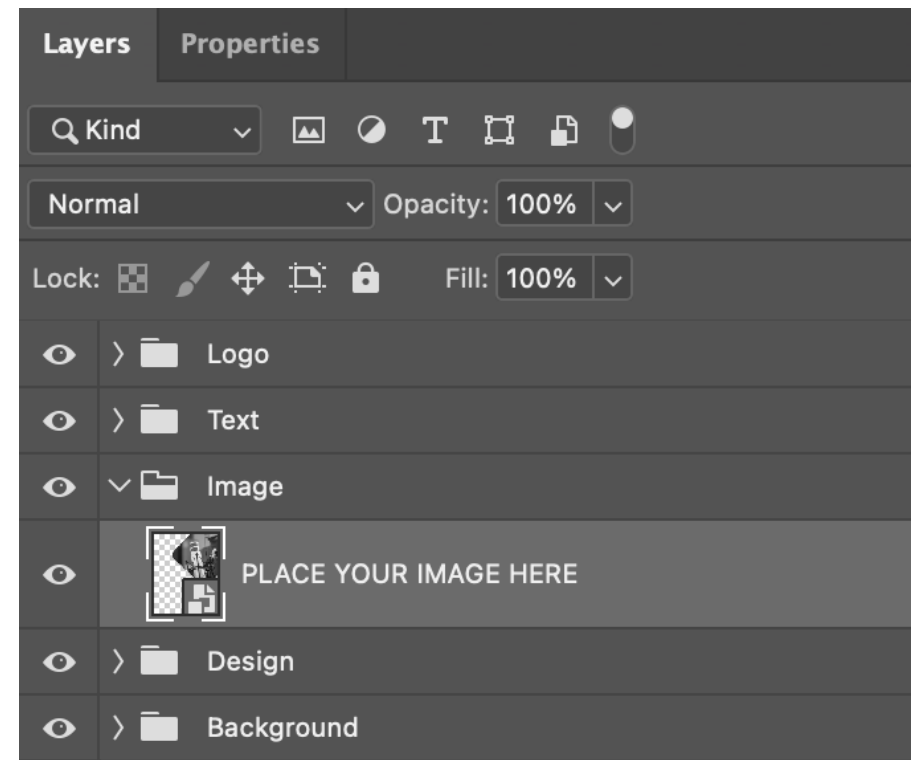 Layers Properties
Kind
Normal Opacity: 100%
Lock: Fill: 100%
Logo
Text
Image
PLACE YOUR IMAGE HERE
Design
Background